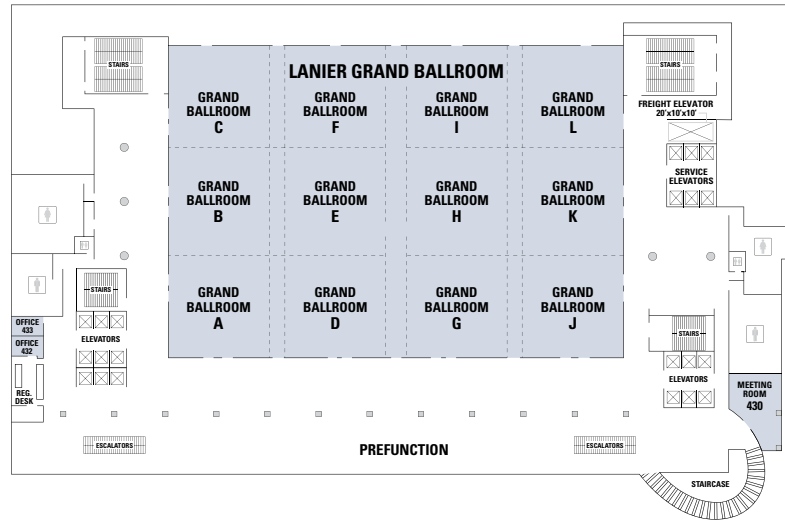 LANIER GRAND BALLROOM
STAIRS
STAIRS
GRAND
BALLROOM
C
GRAND
BALLROOM
F
GRAND
BALLROOM
I
GRAND
BALLROOM
L
FREIGHT ELEVATOR
20'x10'x10'
SERVICE
ELEVATORS
GRAND
BALLROOM
B
GRAND
BALLROOM
E
GRAND
BALLROOM
H
GRAND
BALLROOM
K
STAIRS
GRAND
BALLROOM
A
GRAND
BALLROOM
D
GRAND
BALLROOM
G
GRAND
BALLROOM
J
OFFICE
433
OFFICE
432
ELEVATORS
STAIRS
ELEVATORS
REG.
DESK
MEETING
ROOM
430
ESCALATORS
PREFUNCTION
ESCALATORS
STAIRCASE